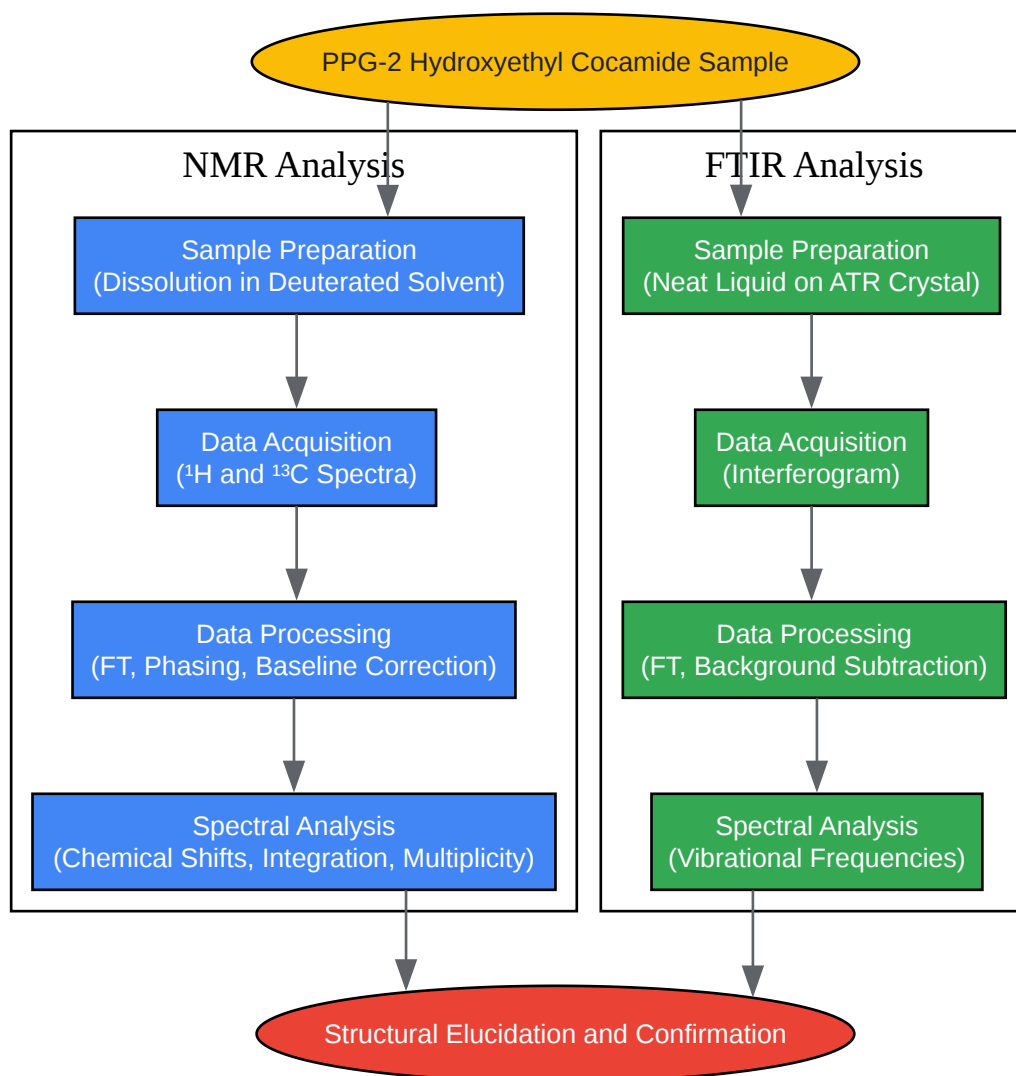 PPG-2 Hydroxyethyl Cocamide Sample
NMR Analysis
Sample Preparation
(Dissolution in Deuterated Solvent)
Data Acquisition
(¹H and ¹³C Spectra)
Data Processing
(FT, Phasing, Baseline Correction)
Spectral Analysis
(Chemical Shifts, Integration, Multiplicity)
FTIR Analysis
Sample Preparation
(Neat Liquid on ATR Crystal)
Data Acquisition
(Interferogram)
Data Processing
(FT, Background Subtraction)
Spectral Analysis
(Vibrational Frequencies)
Structural Elucidation and Confirmation